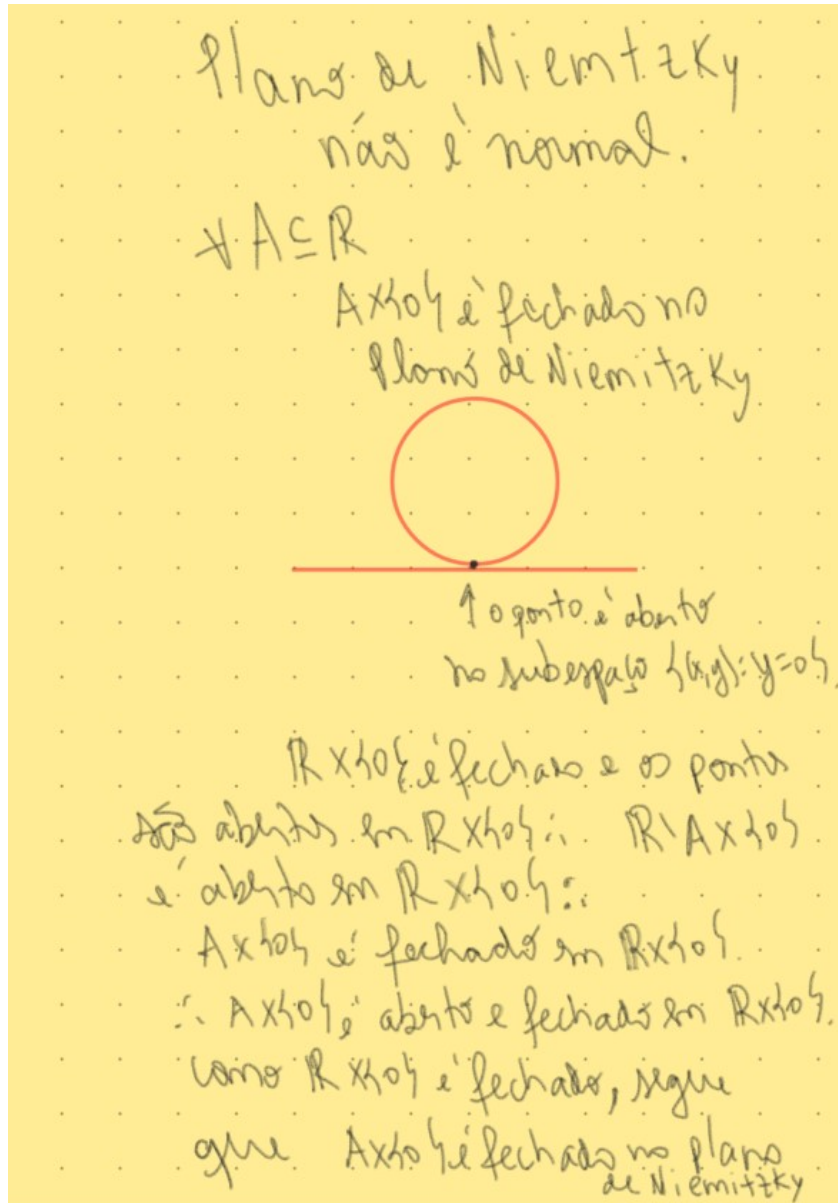 Plano de Niemtzky
não é normal.
∀ A ⊆ ℝ
A×{0} é fechado no
Plano de Niemitzky
↑ o ponto é aberto
no subespaço {(x,y): y=0}.
ℝ×{0} é fechado e os pontos
são abertos em ℝ×{0} ∴ ℝ\A×{0}
é aberto em ℝ×{0} ∴
A×{0} é fechado em ℝ×{0}.
∴ A×{0} é aberto e fechado em ℝ×{0}.
como ℝ×{0} é fechado, segue
que A×{0} é fechado no plano
de Niemitzky